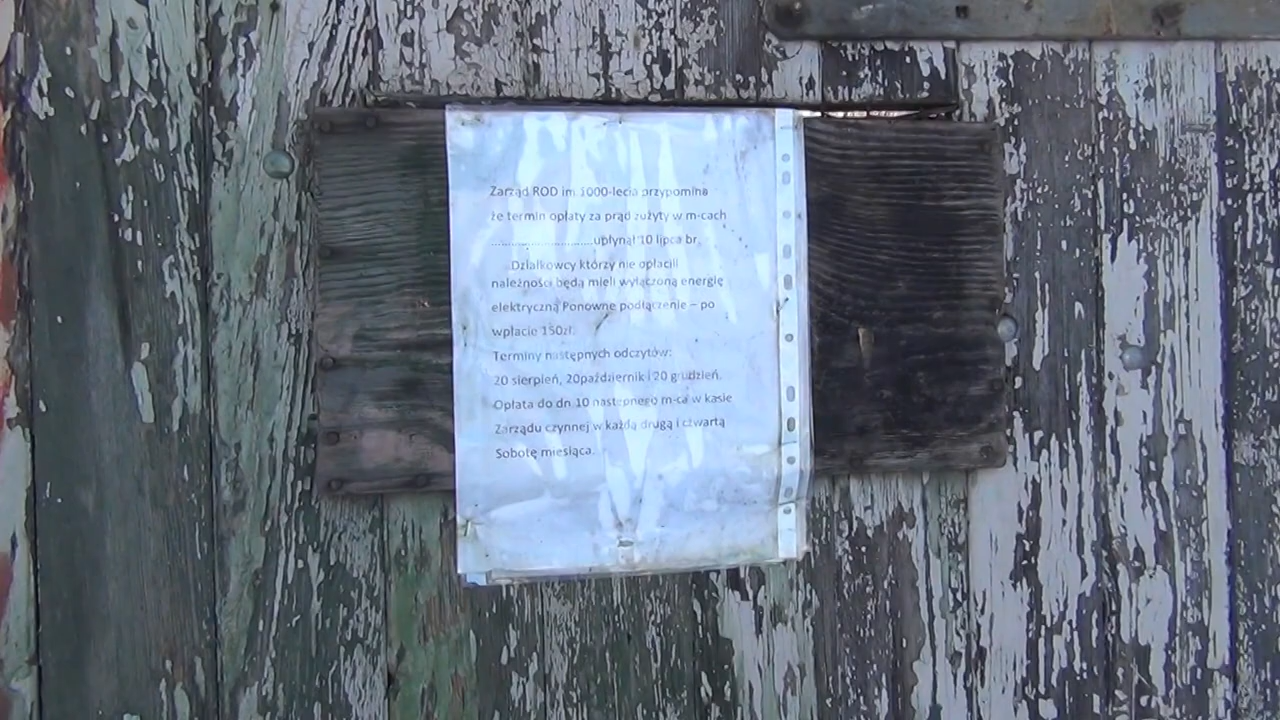 Zarząd ROD im.1000-lecia przypomina
że termin opłaty za prąd zużyty w m-cach
................................upłynął 10 lipca br.
Działkowcy którzy nie opłacili
należności będą mieli wyłączoną energię
elektryczną Ponowne podłączenie – po
wpłacie 150zł.
Terminy następnych odczytów:
20 sierpień, 20październik i 20 grudzień.
Opłata do dn 10 następnego m-ca w kasie
Zarządu czynnej w każdą drugą i czwartą
Sobotę miesiąca.